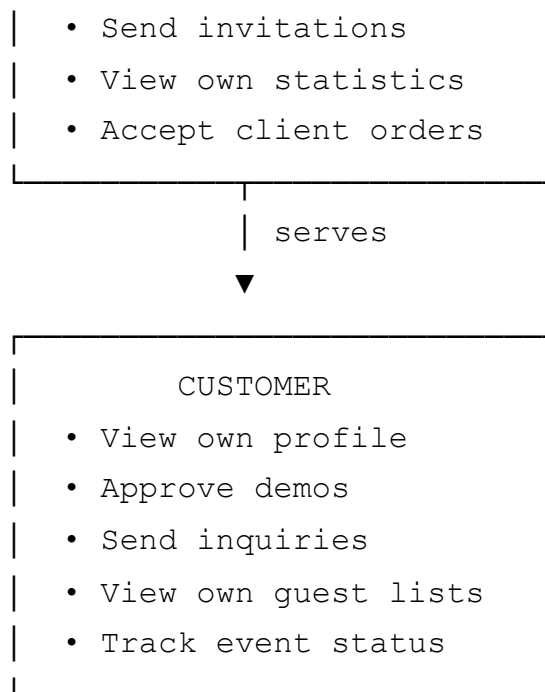 • Send invitations
• View own statistics
• Accept client orders
serves
▼
CUSTOMER
• View own profile
• Approve demos
• Send inquiries
• View own guest lists
• Track event status